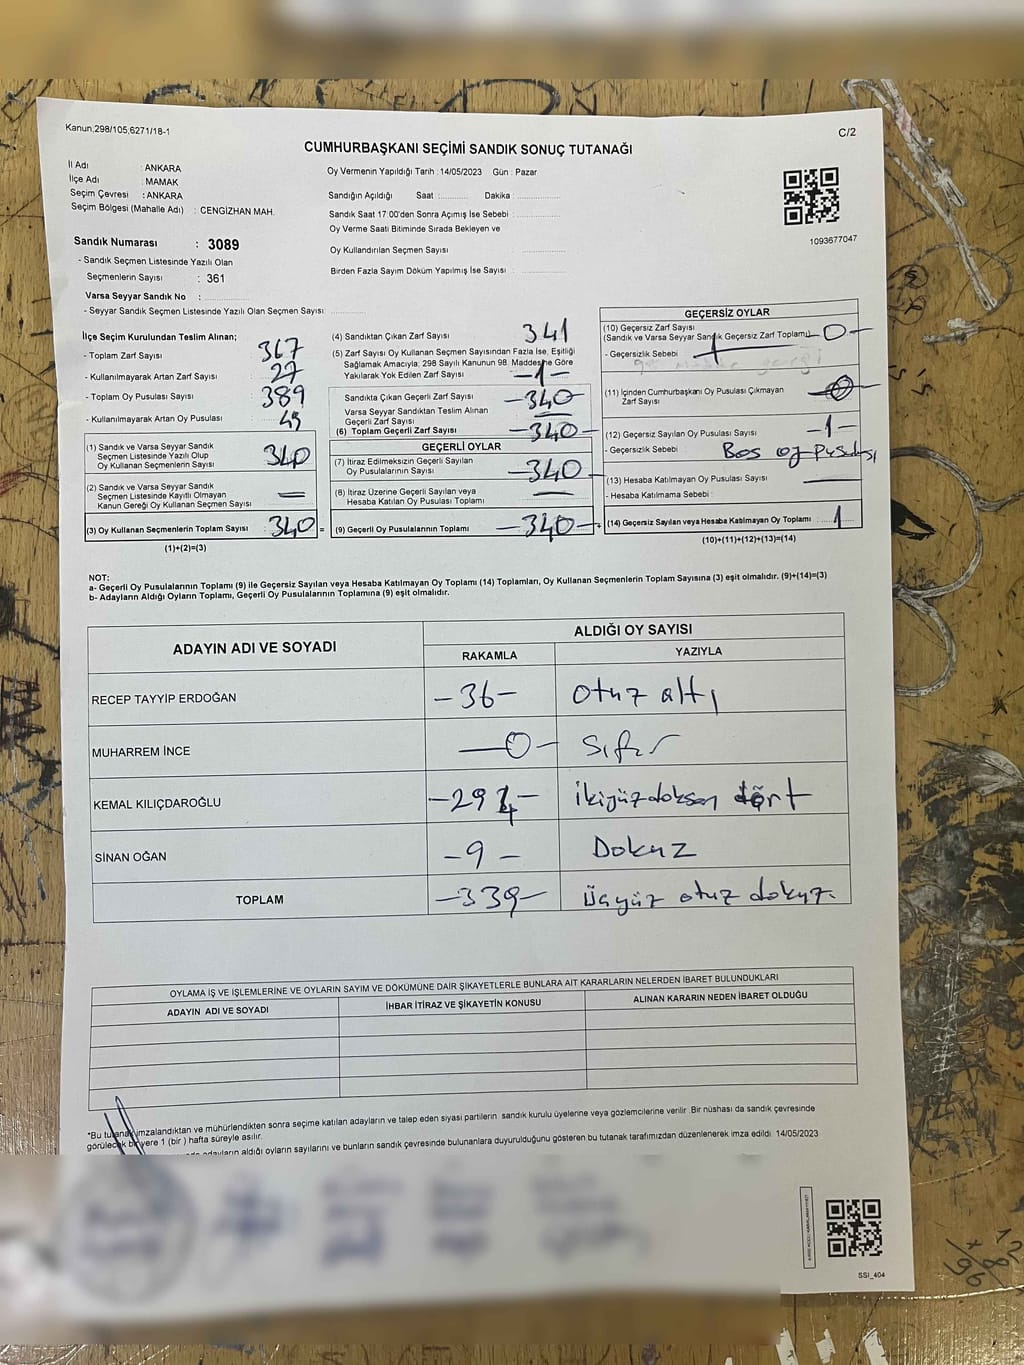 Kanun;298/105,6271/18-1
C/2
CUMHURBAŞKANI SEÇİMİ SANDIK SONUÇ TUTANAĞI
İl Adı : ANKARA
İlçe Adı : MAMAK
Seçim Çevresi : ANKARA
Seçim Bölgesi (Mahalle Adı) : CENGİZHAN MAH.
Sandık Numarası : 3089
- Sandık Seçmen Listesinde Yazılı Olan
Seçmenlerin Sayısı : 361
Varsa Seyyar Sandık No :
- Seyyar Sandık Seçmen Listesinde Yazılı Olan Seçmen Sayısı:
Oy Vermenin Yapıldığı Tarih : 14/05/2023 Gün : Pazar
Sandığın Açıldığı Saat : Dakika :
Sandık Saat 17:00'den Sonra Açımış İse Sebebi :
Oy Verme Saati Bitiminde Sırada Bekleyen ve
Oy Kullandırılan Seçmen Sayısı
Birden Fazla Sayım Döküm Yapılmış İse Sayısı :
1093677047
İlçe Seçim Kurulundan Teslim Alınan;
- Toplam Zarf Sayısı 367
- Kullanılmayarak Artan Zarf Sayısı 27
- Toplam Oy Pusulası Sayısı 389
- Kullanılmayarak Artan Oy Pusulası 49
(1) Sandık ve Varsa Seyyar Sandık
Seçmen Listesinde Yazılı Olup
Oy Kullanan Seçmenlerin Sayısı 340
(2) Sandık ve Varsa Seyyar Sandık
Seçmen Listesinde Kayıtlı Olmayan
Kanun Gereği Oy Kullanan Seçmen Sayısı
(3) Oy Kullanan Seçmenlerin Toplam Sayısı 340 =
(1)+(2)=(3)
(4) Sandıktan Çıkan Zarf Sayısı 341
(5) Zarf Sayısı Oy Kullanan Seçmen Sayısından Fazla İse, Eşitliği
Sağlamak Amacıyla; 298 Sayılı Kanunun 98. Maddesine Göre
Yakılarak Yok Edilen Zarf Sayısı -1-
Sandıkta Çıkan Geçerli Zarf Sayısı -340-
Varsa Seyyar Sandıktan Teslim Alınan
Geçerli Zarf Sayısı
(6) Toplam Geçerli Zarf Sayısı -340-
GEÇERLİ OYLAR
(7) İtiraz Edilmeksizin Geçerli Sayılan
Oy Pusulalarının Sayısı -340-
(8) İtiraz Üzerine Geçerli Sayılan veya
Hesaba Katılan Oy Pusulası Toplamı
(9) Geçerli Oy Pusulalarının Toplamı -340- +
GEÇERSİZ OYLAR
(10) Geçersiz Zarf Sayısı
(Sandık ve Varsa Seyyar Sandık Geçersiz Zarf Toplamı) -0-
- Geçersizlik Sebebi
(11) İçinden Cumhurbaşkanı Oy Pusulası Çıkmayan
Zarf Sayısı
(12) Geçersiz Sayılan Oy Pusulası Sayısı -1-
- Geçersizlik Sebebi : Bos oy pusulası
(13) Hesaba Katılmayan Oy Pusulası Sayısı
- Hesaba Katılmama Sebebi :
(14) Geçersiz Sayılan veya Hesaba Katılmayan Oy Toplamı 1
(10)+(11)+(12)+(13)=(14)
NOT:
a- Geçerli Oy Pusulalarının Toplamı (9) ile Geçersiz Sayılan veya Hesaba Katılmayan Oy Toplamı (14) Toplamları, Oy Kullanan Seçmenlerin Toplam Sayısına (3) eşit olmalıdır. (9)+(14)=(3)
b- Adayların Aldığı Oyların Toplamı, Geçerli Oy Pusulalarının Toplamına (9) eşit olmalıdır.
ADAYIN ADI VE SOYADI
ALDIĞI OY SAYISI
RAKAMLA YAZIYLA
RECEP TAYYİP ERDOĞAN -36- otuz altı
MUHARREM İNCE -0- sıfır
KEMAL KILIÇDAROĞLU -294- ikiyüzdoksan dört
SİNAN OĞAN -9- Dokuz
TOPLAM -339- üçyüz otuz dokuz.
OYLAMA İŞ VE İŞLEMLERİNE VE OYLARIN SAYIM VE DÖKÜMÜNE DAİR ŞİKAYETLERLE BUNLARA AİT KARARLARIN NELERDEN İBARET BULUNDUKLARI
ADAYIN ADI VE SOYADI İHBAR İTİRAZ VE ŞİKAYETİN KONUSU ALINAN KARARIN NEDEN İBARET OLDUĞU
*Bu tutanak imzalandıktan ve mühürlendikten sonra seçime katılan adayların ve talep eden siyasi partilerin sandık kurulu üyelerine veya gözlemcilerine verilir. Bir nüshası da sandık çevresinde
görülecek bir yere 1 (bir) hafta süreyle asılır.
adayların aldığı oyların sayılarını ve bunların sandık çevresinde bulunanlara duyurulduğunu gösteren bu tutanak tarafımızdan düzenlenerek imza edildi. 14/05/2023
SSI_404
12
+8
96